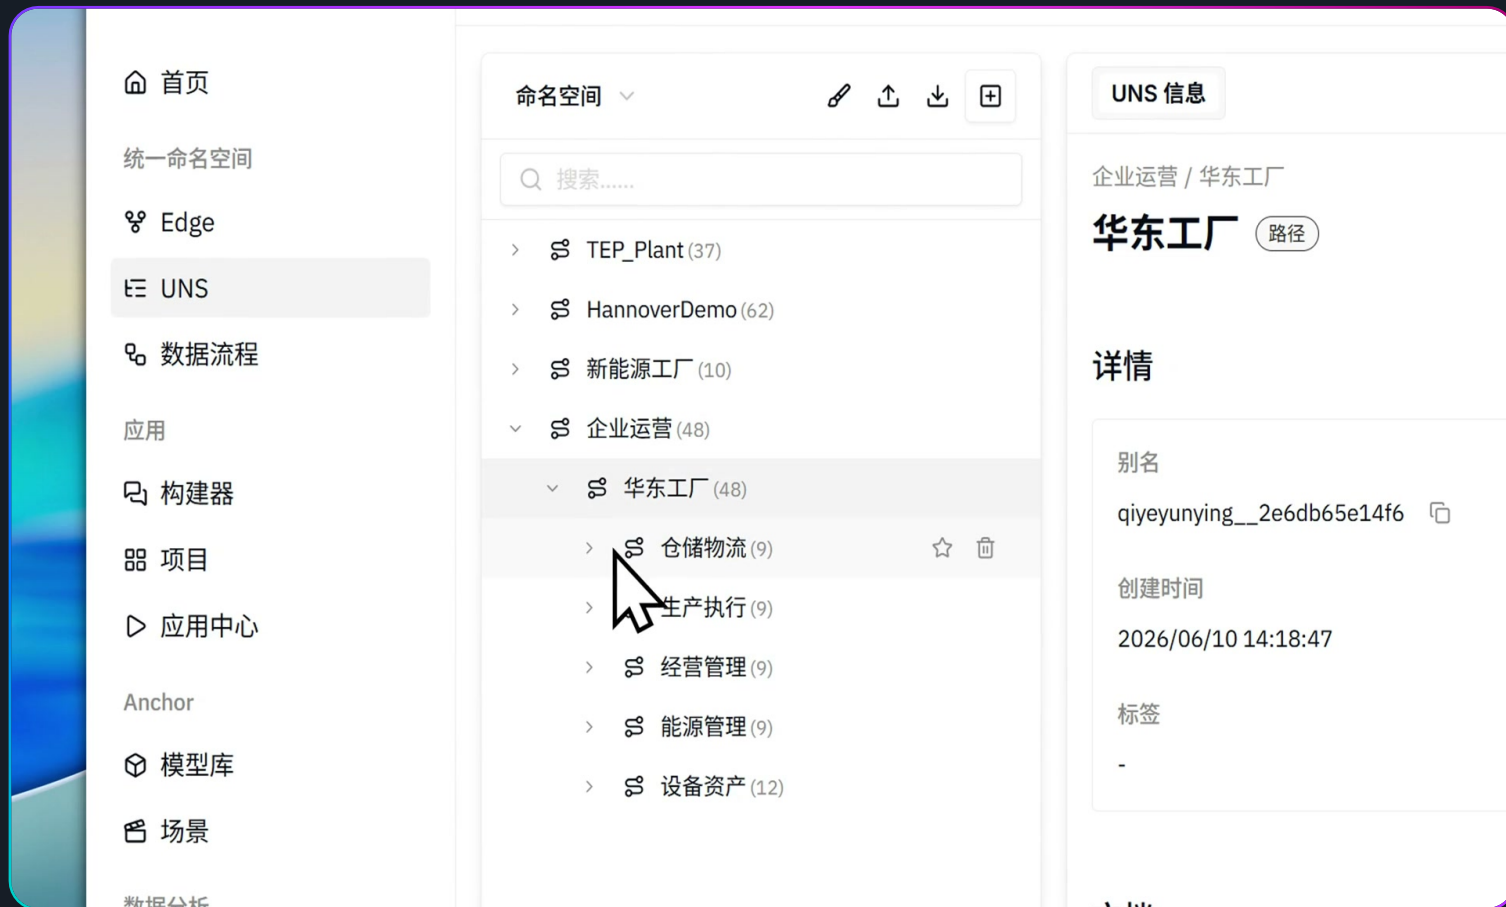 首页
统一命名空间
Edge
UNS
数据流程
应用
构建器
项目
应用中心
Anchor
模型库
场景
数据分析
命名空间
搜索......
TEP_Plant (37)
HannoverDemo (62)
新能源工厂 (10)
企业运营 (48)
华东工厂 (48)
仓储物流 (9)
生产执行 (9)
经营管理 (9)
能源管理 (9)
设备资产 (12)
UNS 信息
企业运营 / 华东工厂
华东工厂 路径
详情
别名
qiyeyunying__2e6db65e14f6
创建时间
2026/06/10 14:18:47
标签
-